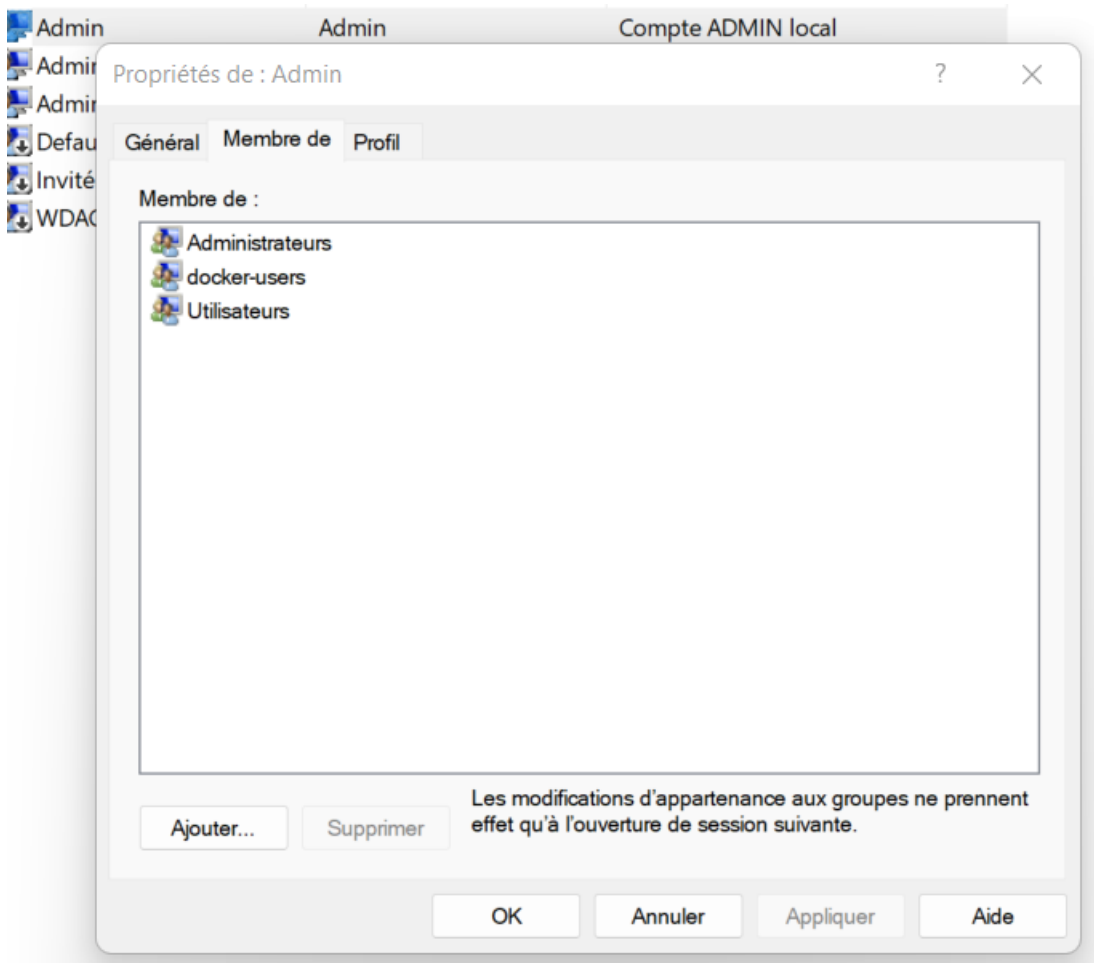 Admin Admin Compte ADMIN local
Admin
Propriétés de : Admin ?
Admin
Défau
Général Membre de Profil
Invité
WDAG
Membre de :
Administrateurs
docker-users
Utilisateurs
Les modifications d'appartenance aux groupes ne prennent
effet qu'à l'ouverture de session suivante.
Ajouter... Supprimer
OK Annuler Appliquer Aide